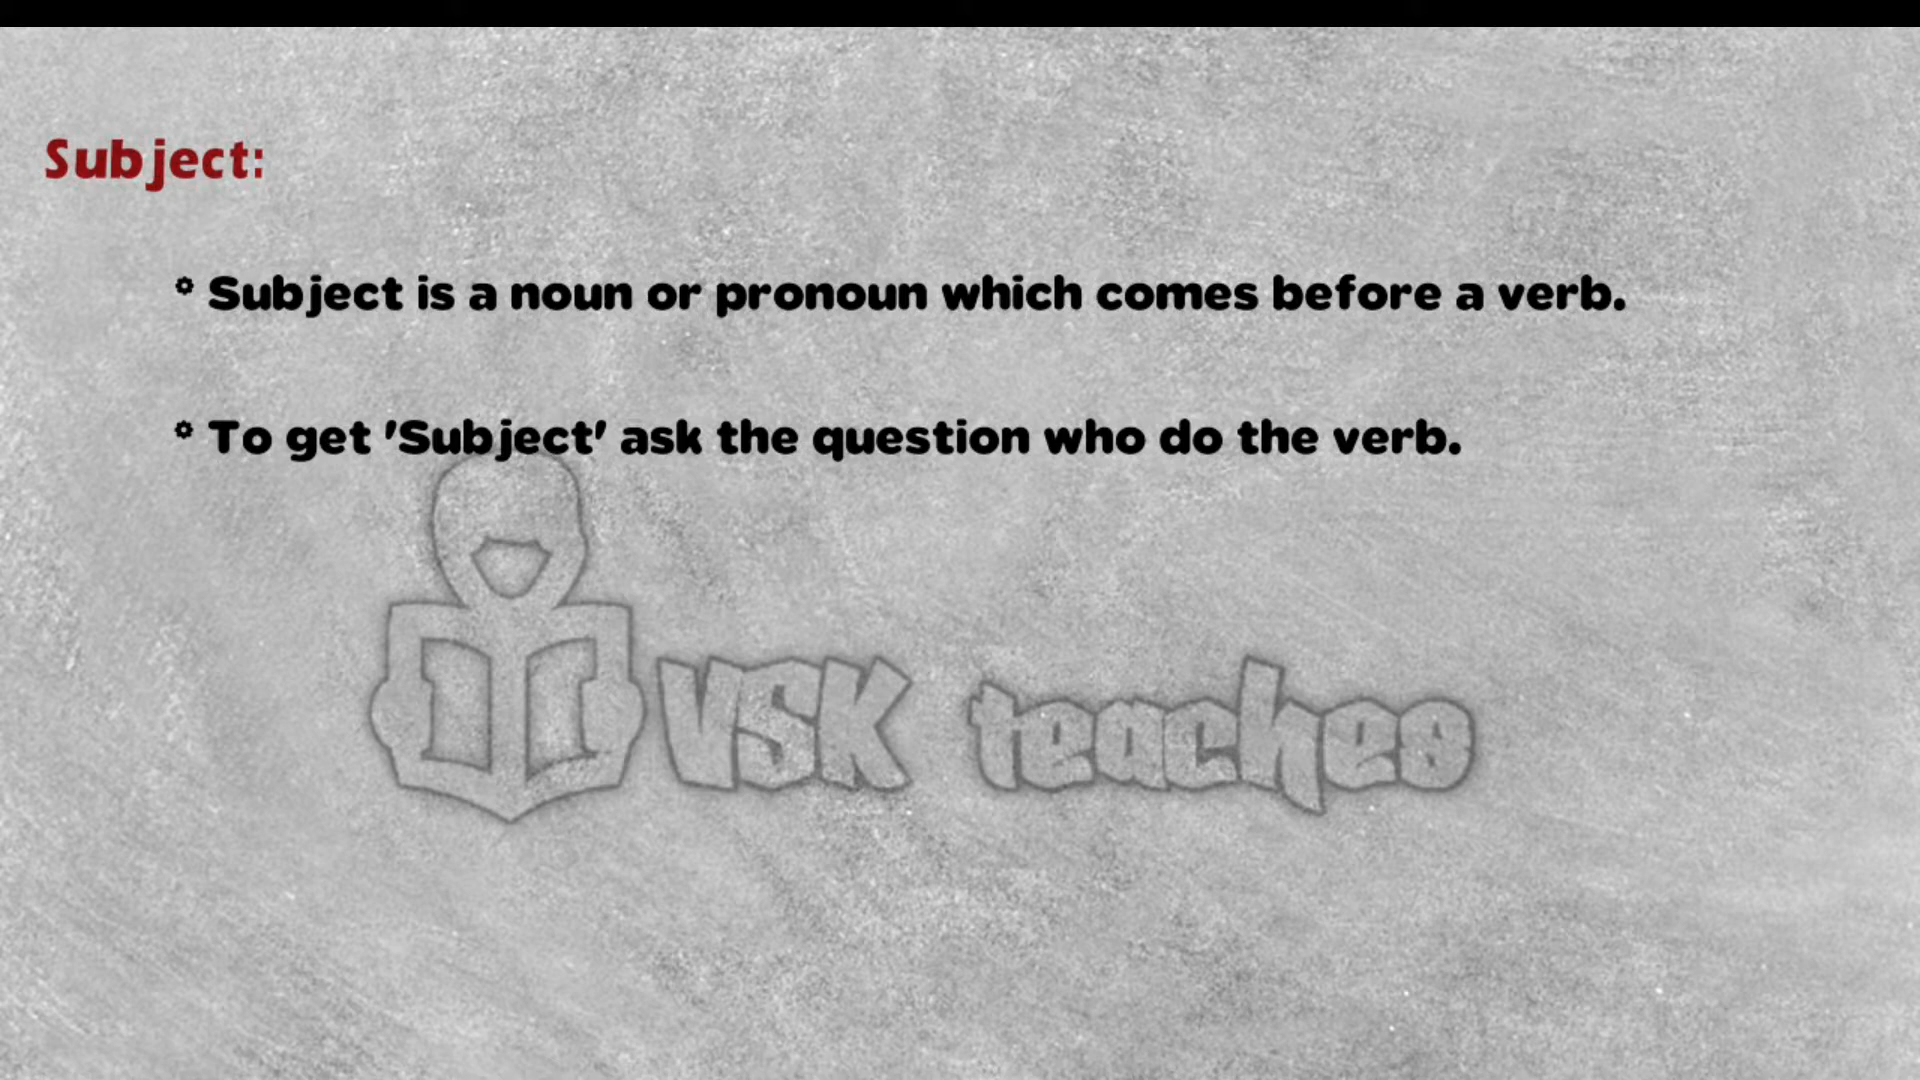 Subject:
* Subject is a noun or pronoun which comes before a verb.
* To get 'Subject' ask the question who do the verb.
VSK teaches